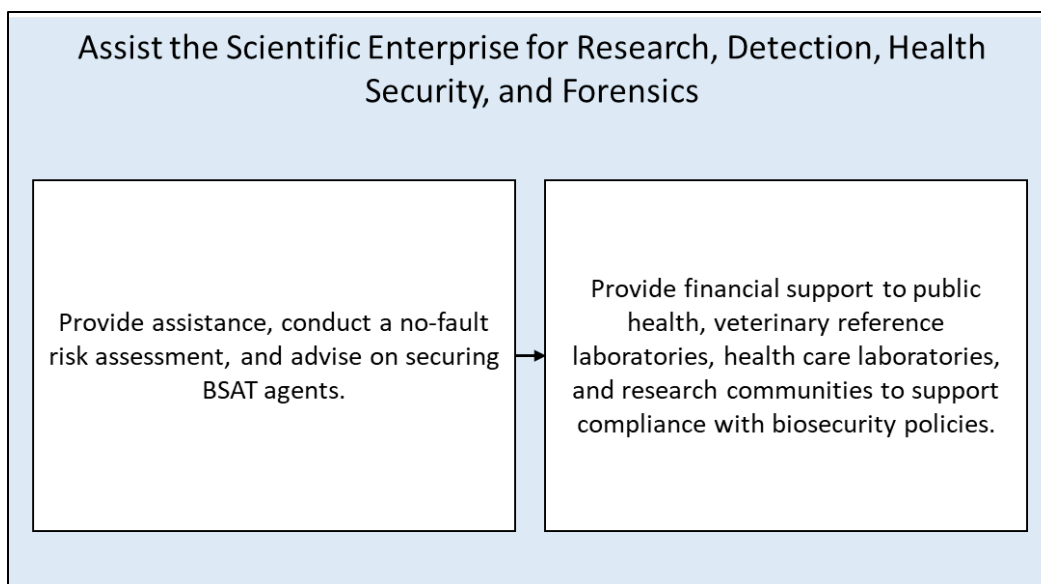 Assist the Scientific Enterprise for Research, Detection, Health
Security, and Forensics
Provide assistance, conduct a no-fault
risk assessment, and advise on securing
BSAT agents.
Provide financial support to public
health, veterinary reference
laboratories, health care laboratories,
and research communities to support
compliance with biosecurity policies.